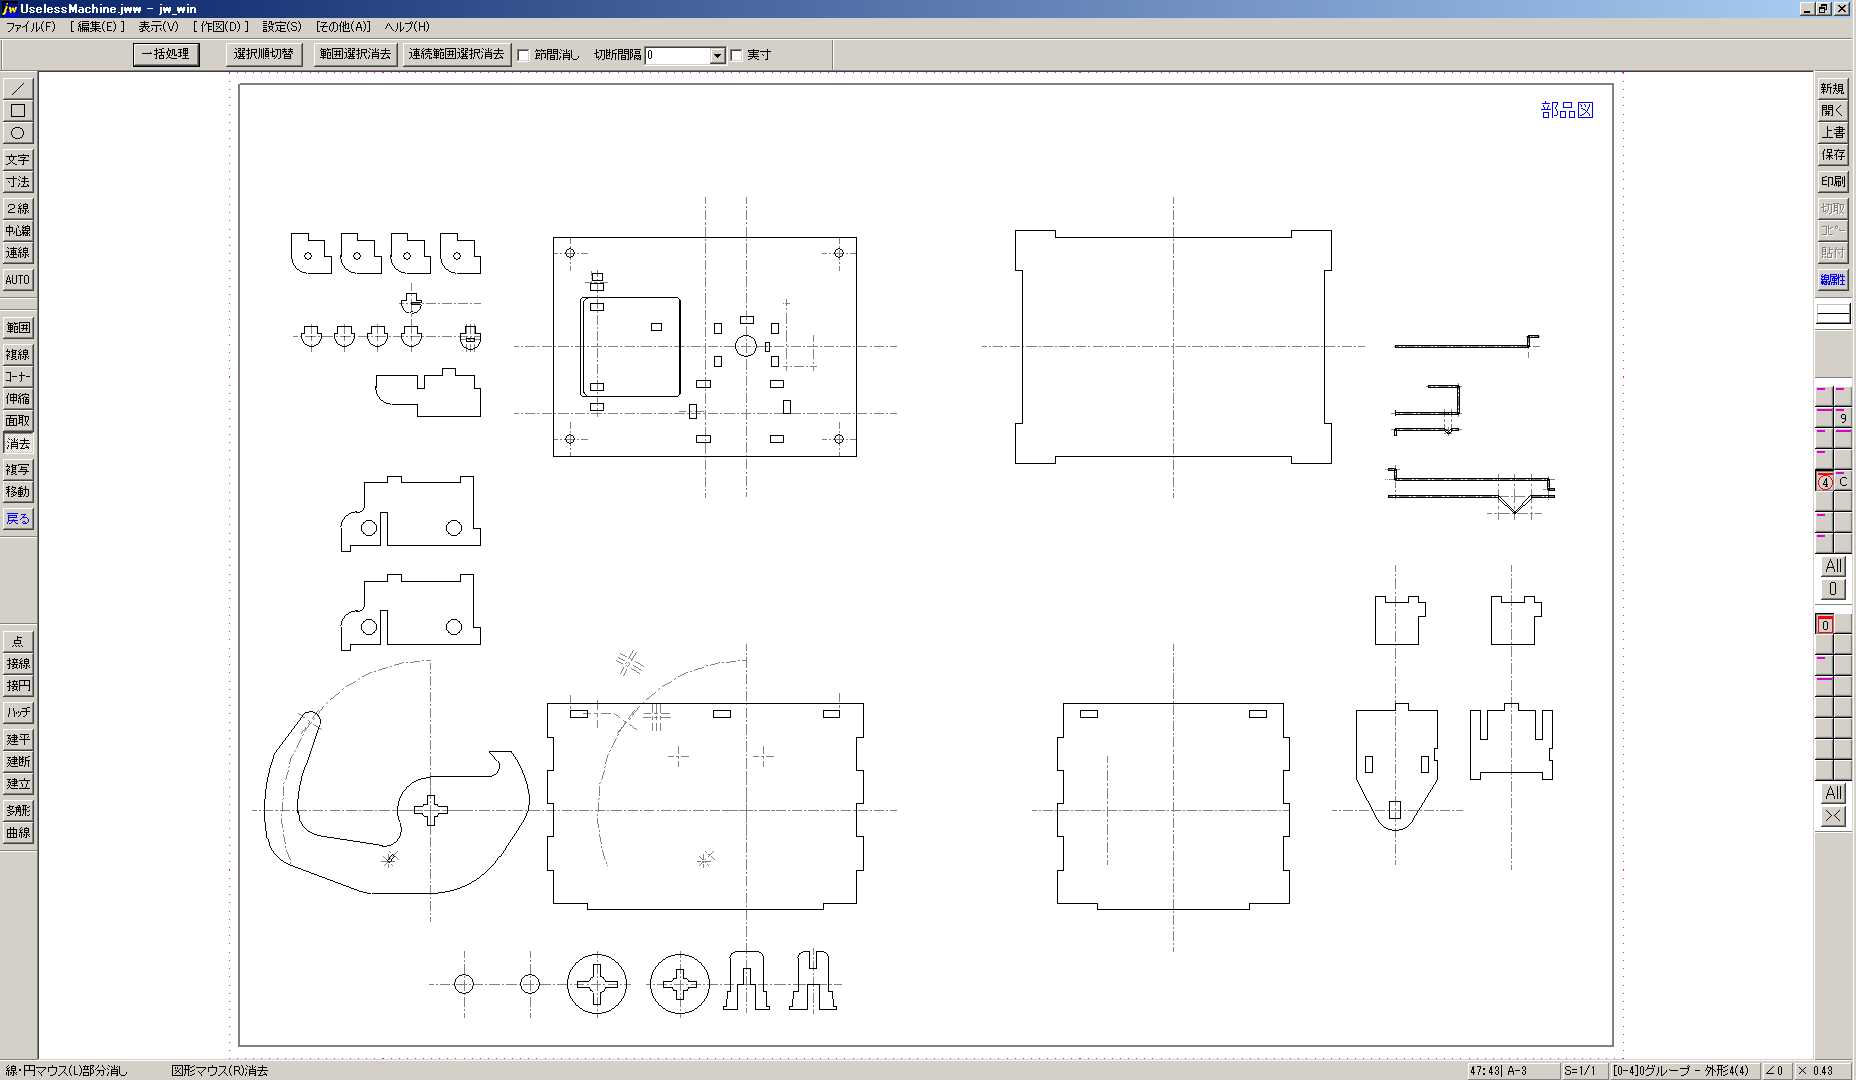 jw UselessMachine.jww - jw_win
ファイル(F) [編集(E)] 表示(V) [作図(D)] 設定(S) [その他(A)] ヘルプ(H)
一括処理 選択順切替 範囲選択消去 連続範囲選択消去 節間消し 切断間隔 0 実寸
部品図
文字
寸法
2線
中心線
連線
AUTO
範囲
複線
コーナー
伸縮
面取
消去
複写
移動
戻る
点
接線
接円
ハッチ
建平
建断
建立
多角形
曲線
新規
開く
上書
保存
印刷
切取
コピー
貼付
線属性
9
4 C
All
0
0
All
線・円マウス(L)部分消し 図形マウス(R)消去
47:43| A-3 S=1/1 [0-4]0グループ - 外形4(4) ∠0 × 0.43